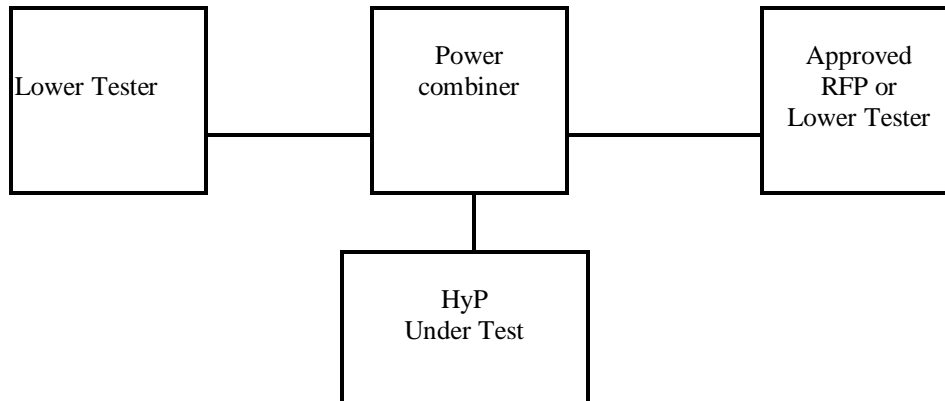 Lower Tester
Power
combiner
Approved
RFP or
Lower Tester
HyP
Under Test